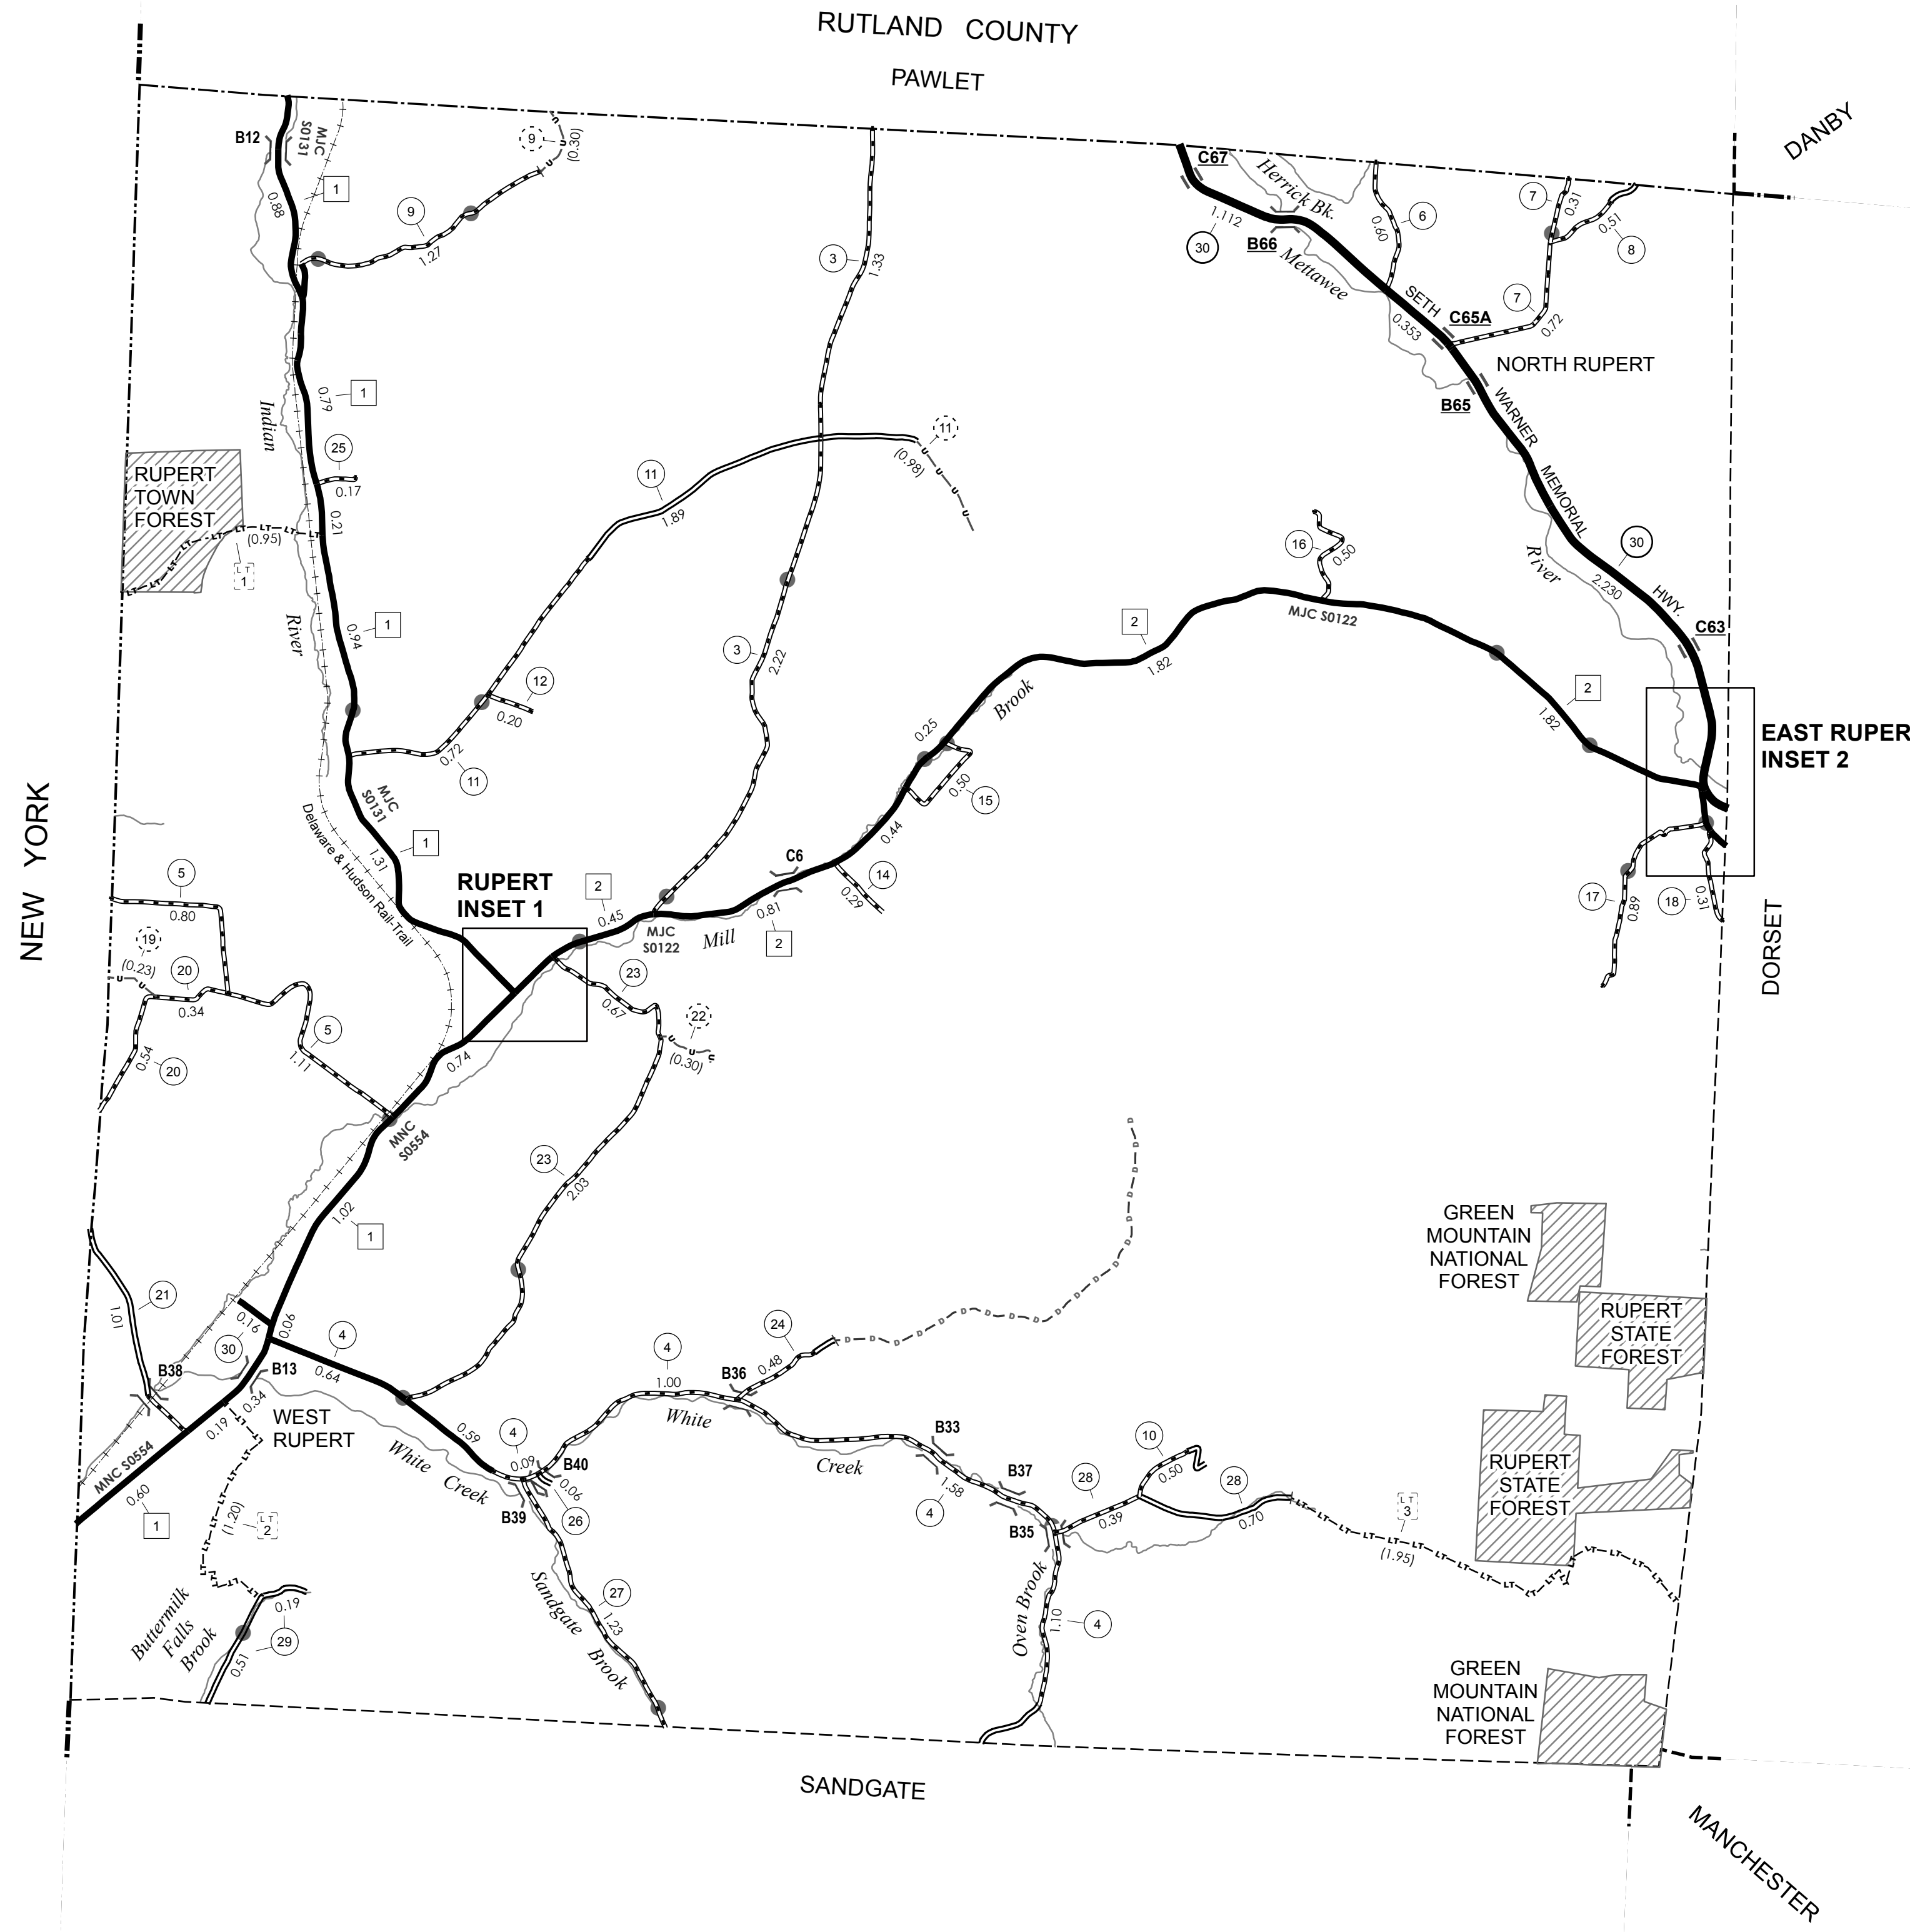 RUTLAND COUNTY
PAWLET
DANBY
B12
MJC
S0131
1
0.88
9
(0.30)
9
1.27
3
1.33
C67
Herrick Bk.
1.112
30
B66
Mettawee
6
0.60
7
0.31
0.51
8
7
0.72
SETH
0.353
C65A
NORTH RUPERT
B65
WARNER
MEMORIAL
HWY
River
30
2.230
C63
Indian
0.79
1
25
0.17
0.21
RUPERT
TOWN
FOREST
(0.95)
LT
1
River
0.94
1
11
1.89
11
(0.98)
16
0.50
MJC S0122
2
1.82
2
1.82
3
2.22
12
0.20
0.72
11
Brook
0.25
0.50
15
0.44
EAST RUPER
INSET 2
NEW YORK
MJC
S0131
1
1.31
Delaware & Hudson Rail-Trail
RUPERT
INSET 1
2
0.45
MJC
S0122
Mill
C6
0.81
2
14
0.29
17
0.89
18
0.31
DORSET
5
0.80
19
(0.23)
20
0.34
5
1.11
0.54
20
0.74
23
0.67
22
(0.30)
MNC
S0554
23
2.03
1.02
1
21
1.01
0.16
30
0.06
4
0.64
B38
B13
0.34
0.19
WEST
RUPERT
MNC S0554
0.60
1
(1.20)
LT
2
Buttermilk
Falls
Brook
0.19
29
0.51
White
Creek
0.59
4
0.09
B40
0.06
26
B39
27
1.23
Sandgate
Brook
4
1.00
White
B36
24
0.48
Creek
B33
4
1.58
B37
B35
28
0.39
10
0.50
28
0.70
Oven Brook
1.10
4
LT
3
(1.95)
GREEN
MOUNTAIN
NATIONAL
FOREST
RUPERT
STATE
FOREST
RUPERT
STATE
FOREST
GREEN
MOUNTAIN
NATIONAL
FOREST
SANDGATE
MANCHESTER